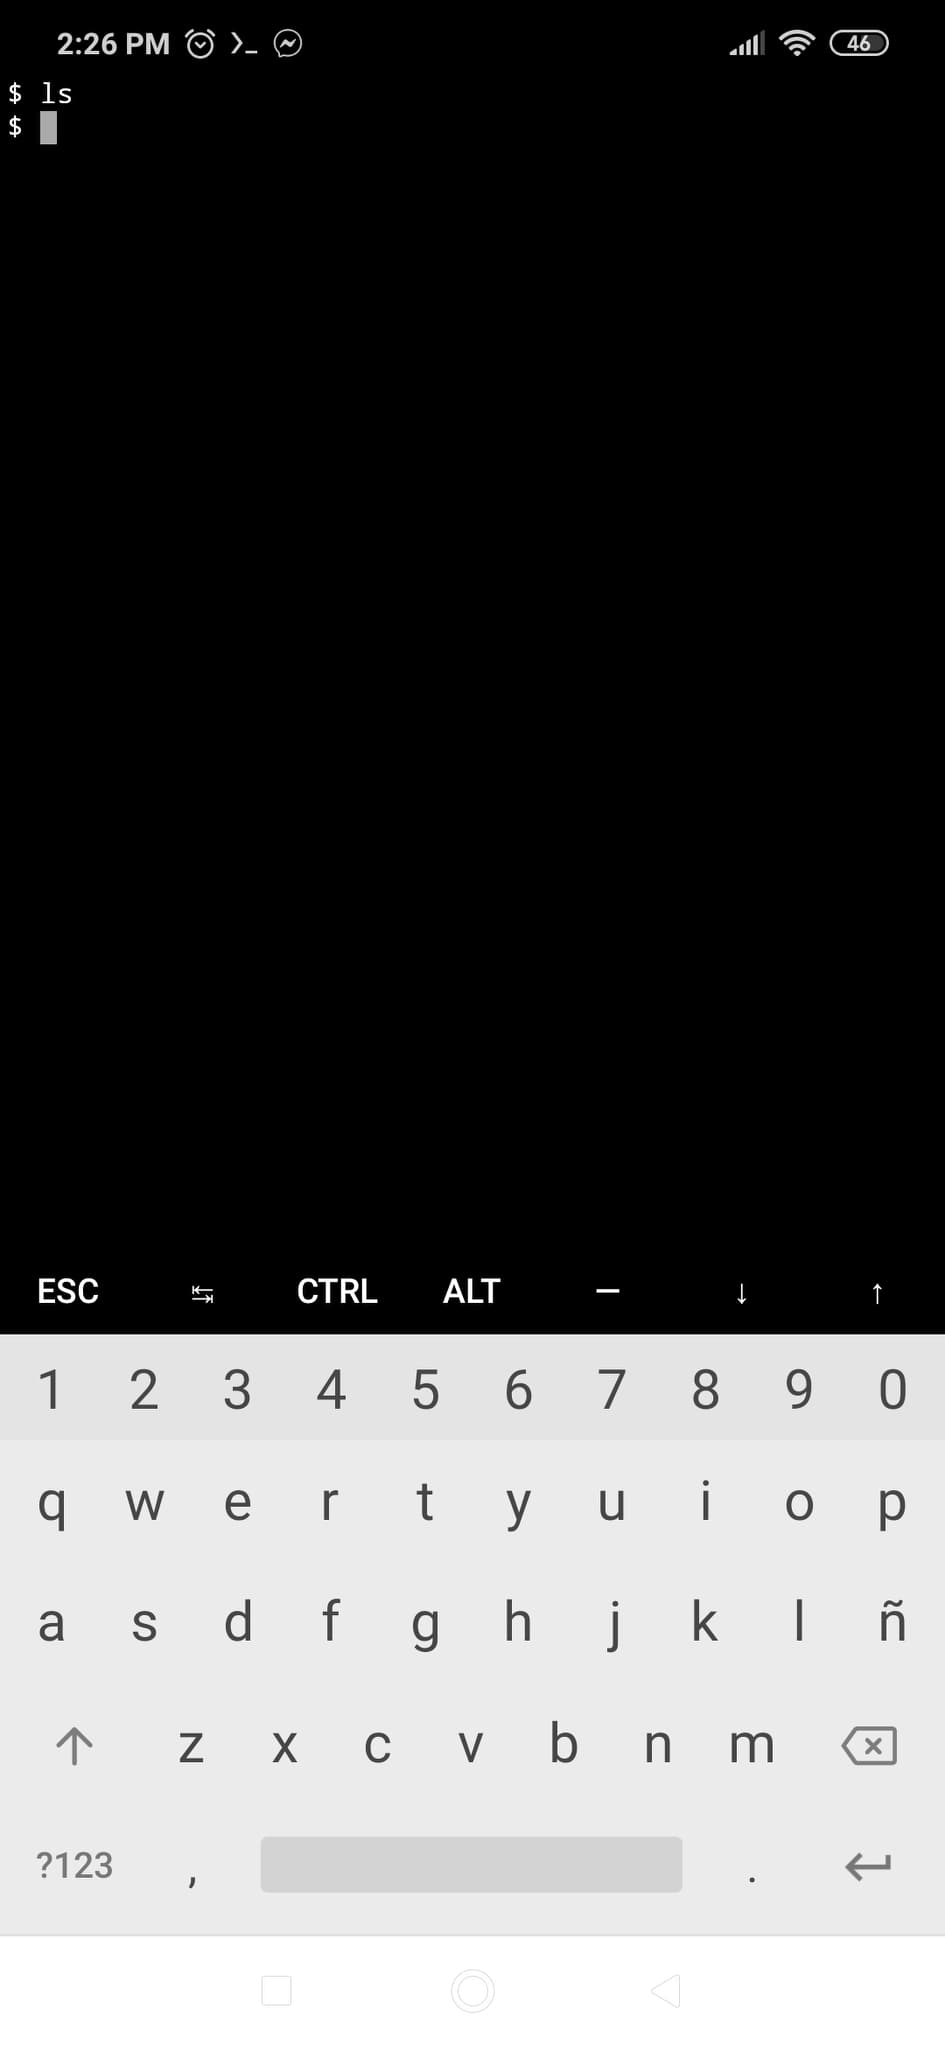 2:26 PM 46
$ ls
$
ESC ↹ CTRL ALT — ↓ ↑
1 2 3 4 5 6 7 8 9 0
q w e r t y u i o p
a s d f g h j k l ñ
z x c v b n m
?123 , .